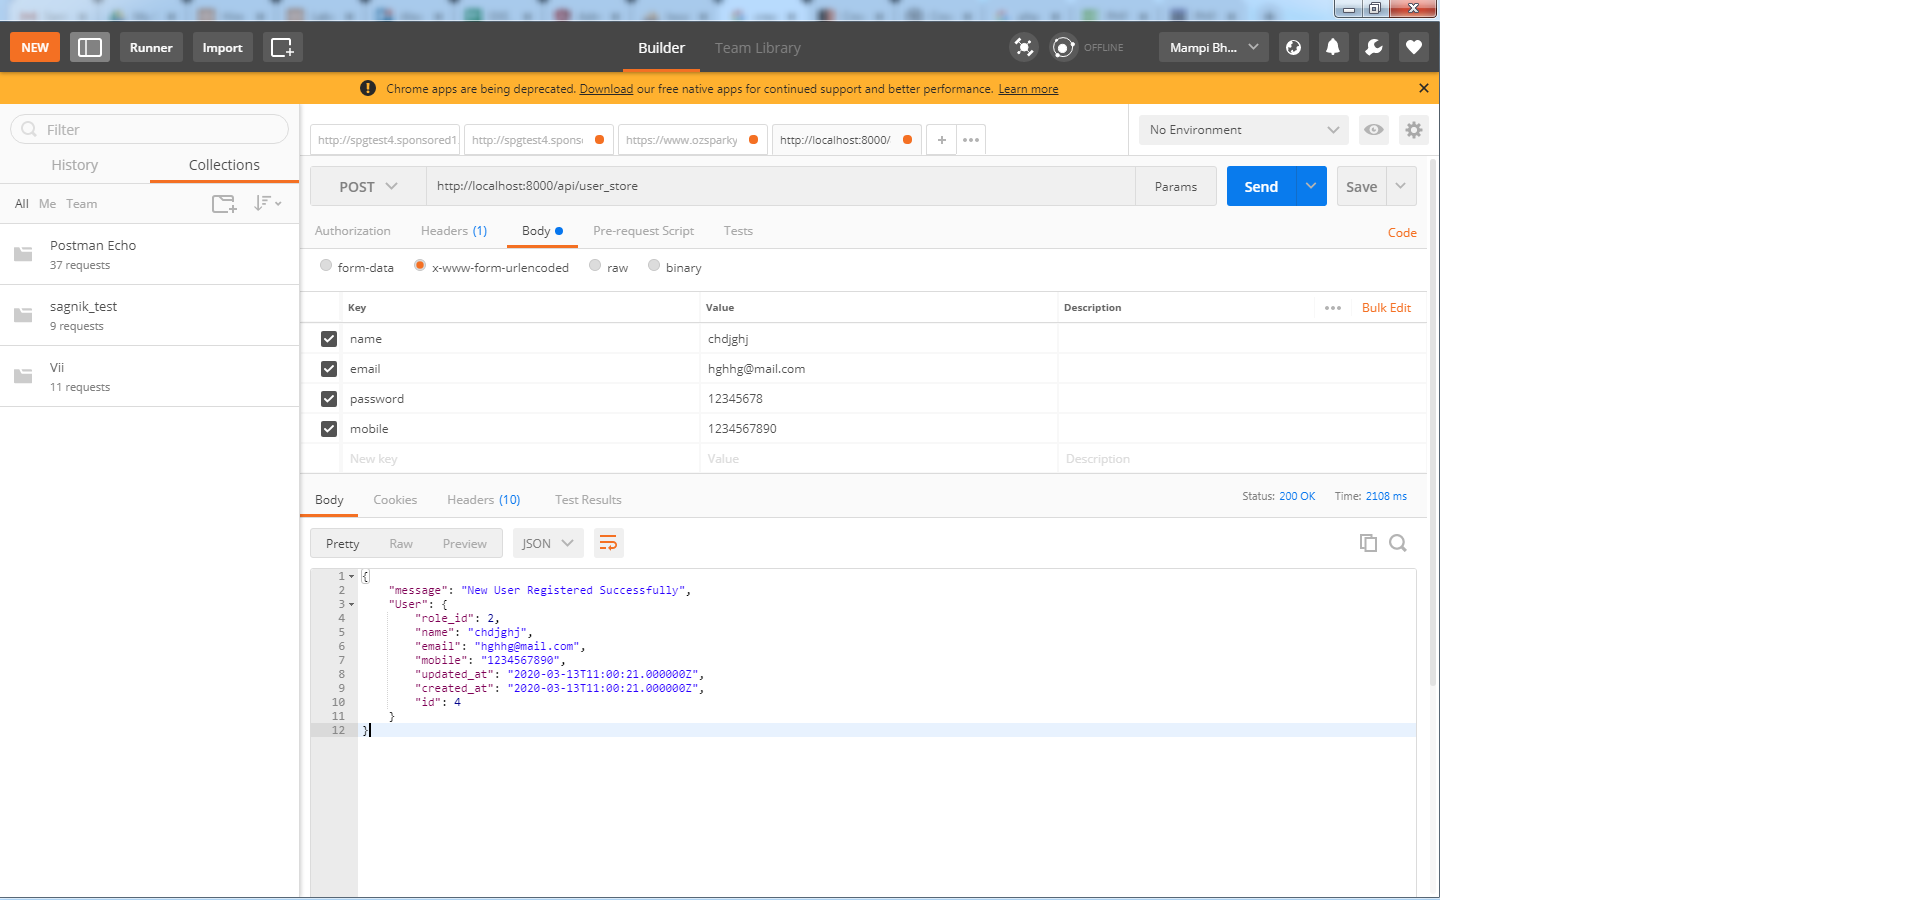 NEW Runner Import Builder Team Library OFFLINE Mampi Bh...
Chrome apps are being deprecated. Download our free native apps for continued support and better performance. Learn more
Filter
History Collections
All Me Team
Postman Echo
37 requests
sagnik_test
9 requests
Vii
11 requests
http://spgtest4.sponsored1 http://spgtest4.spons https://www.ozsparky http://localhost:8000/ + •••
No Environment
POST http://localhost:8000/api/user_store Params Send Save
Authorization Headers (1) Body Pre-request Script Tests Code
form-data x-www-form-urlencoded raw binary
Key Value Description ••• Bulk Edit
name chdjghj
email hghhg@mail.com
password 12345678
mobile 1234567890
New key Value Description
Body Cookies Headers (10) Test Results Status: 200 OK Time: 2108 ms
Pretty Raw Preview JSON
1 {
2 "message": "New User Registered Successfully",
3 "User": {
4 "role_id": 2,
5 "name": "chdjghj",
6 "email": "hghhg@mail.com",
7 "mobile": "1234567890",
8 "updated_at": "2020-03-13T11:00:21.000000Z",
9 "created_at": "2020-03-13T11:00:21.000000Z",
10 "id": 4
11 }
12 }